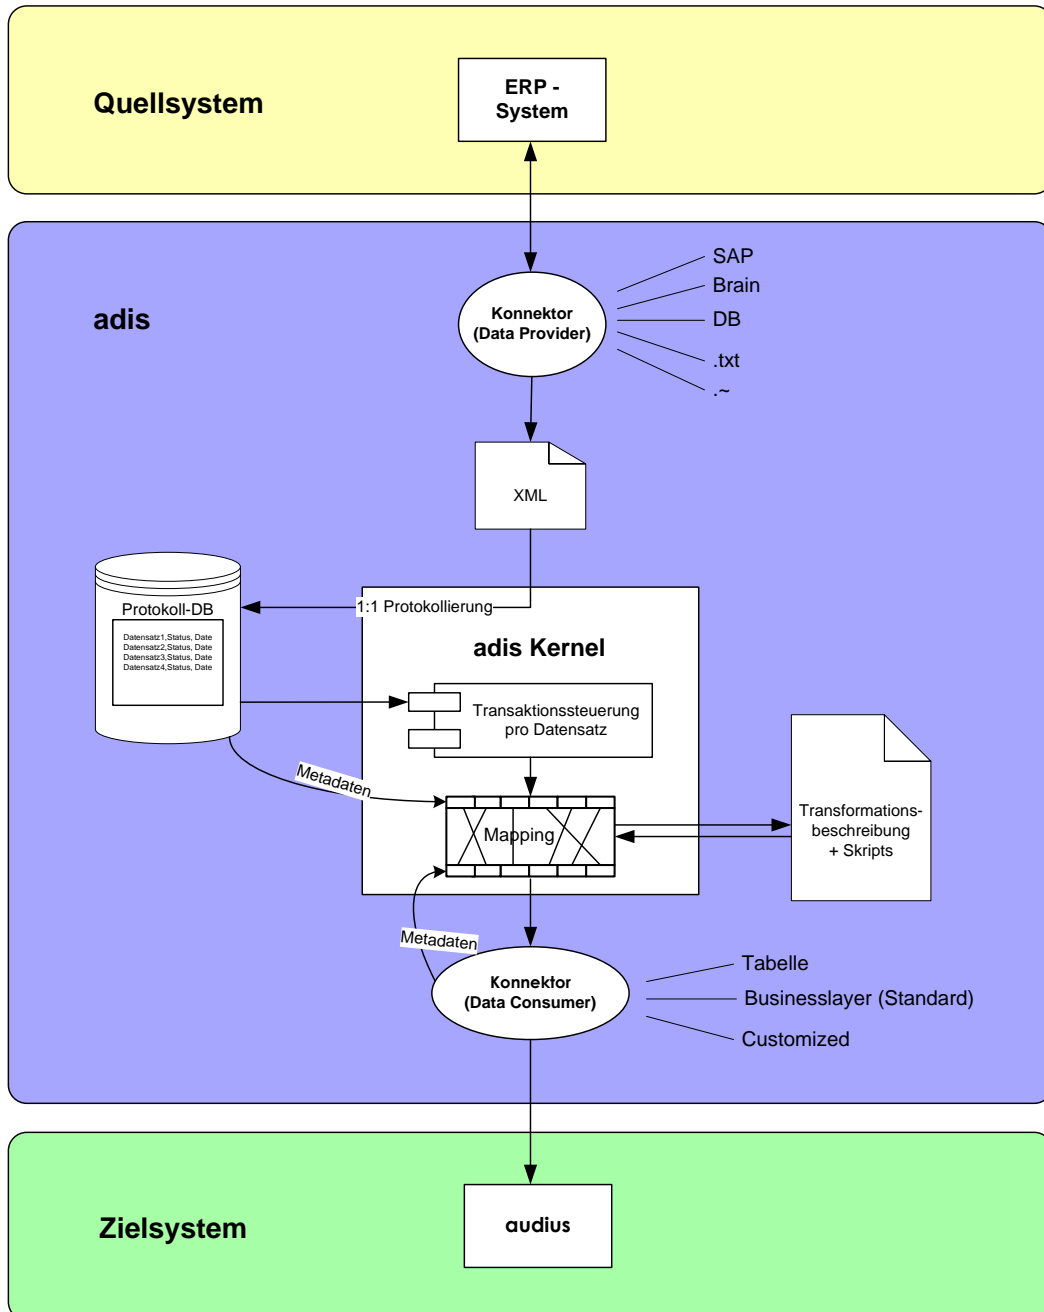 Quellsystem
ERP -
System
adis
Konnektor
(Data Provider)
SAP
Brain
DB
.txt
.~
XML
1:1 Protokollierung
Protokoll-DB
Datensatz1,Status, Date
Datensatz2,Status, Date
Datensatz3,Status, Date
Datensatz4,Status, Date
adis Kernel
Transaktionssteuerung
pro Datensatz
Metadaten
Mapping
Transformations-
beschreibung
+ Skripts
Metadaten
Konnektor
(Data Consumer)
Tabelle
Businesslayer (Standard)
Customized
Zielsystem
audius